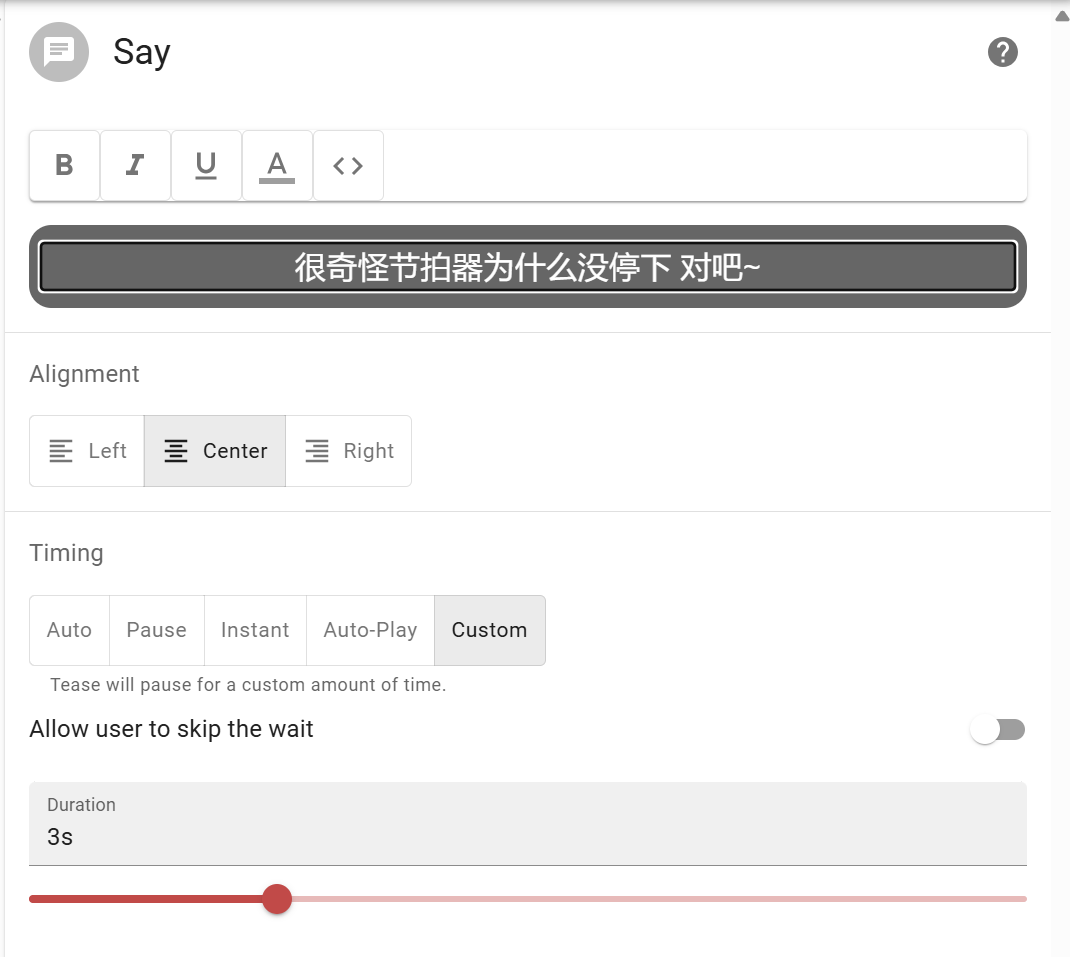 Say
B I U A <>
很奇怪节拍器为什么没停下 对吧~
Alignment
Left Center Right
Timing
Auto Pause Instant Auto-Play Custom
Tease will pause for a custom amount of time.
Allow user to skip the wait
Duration
3s